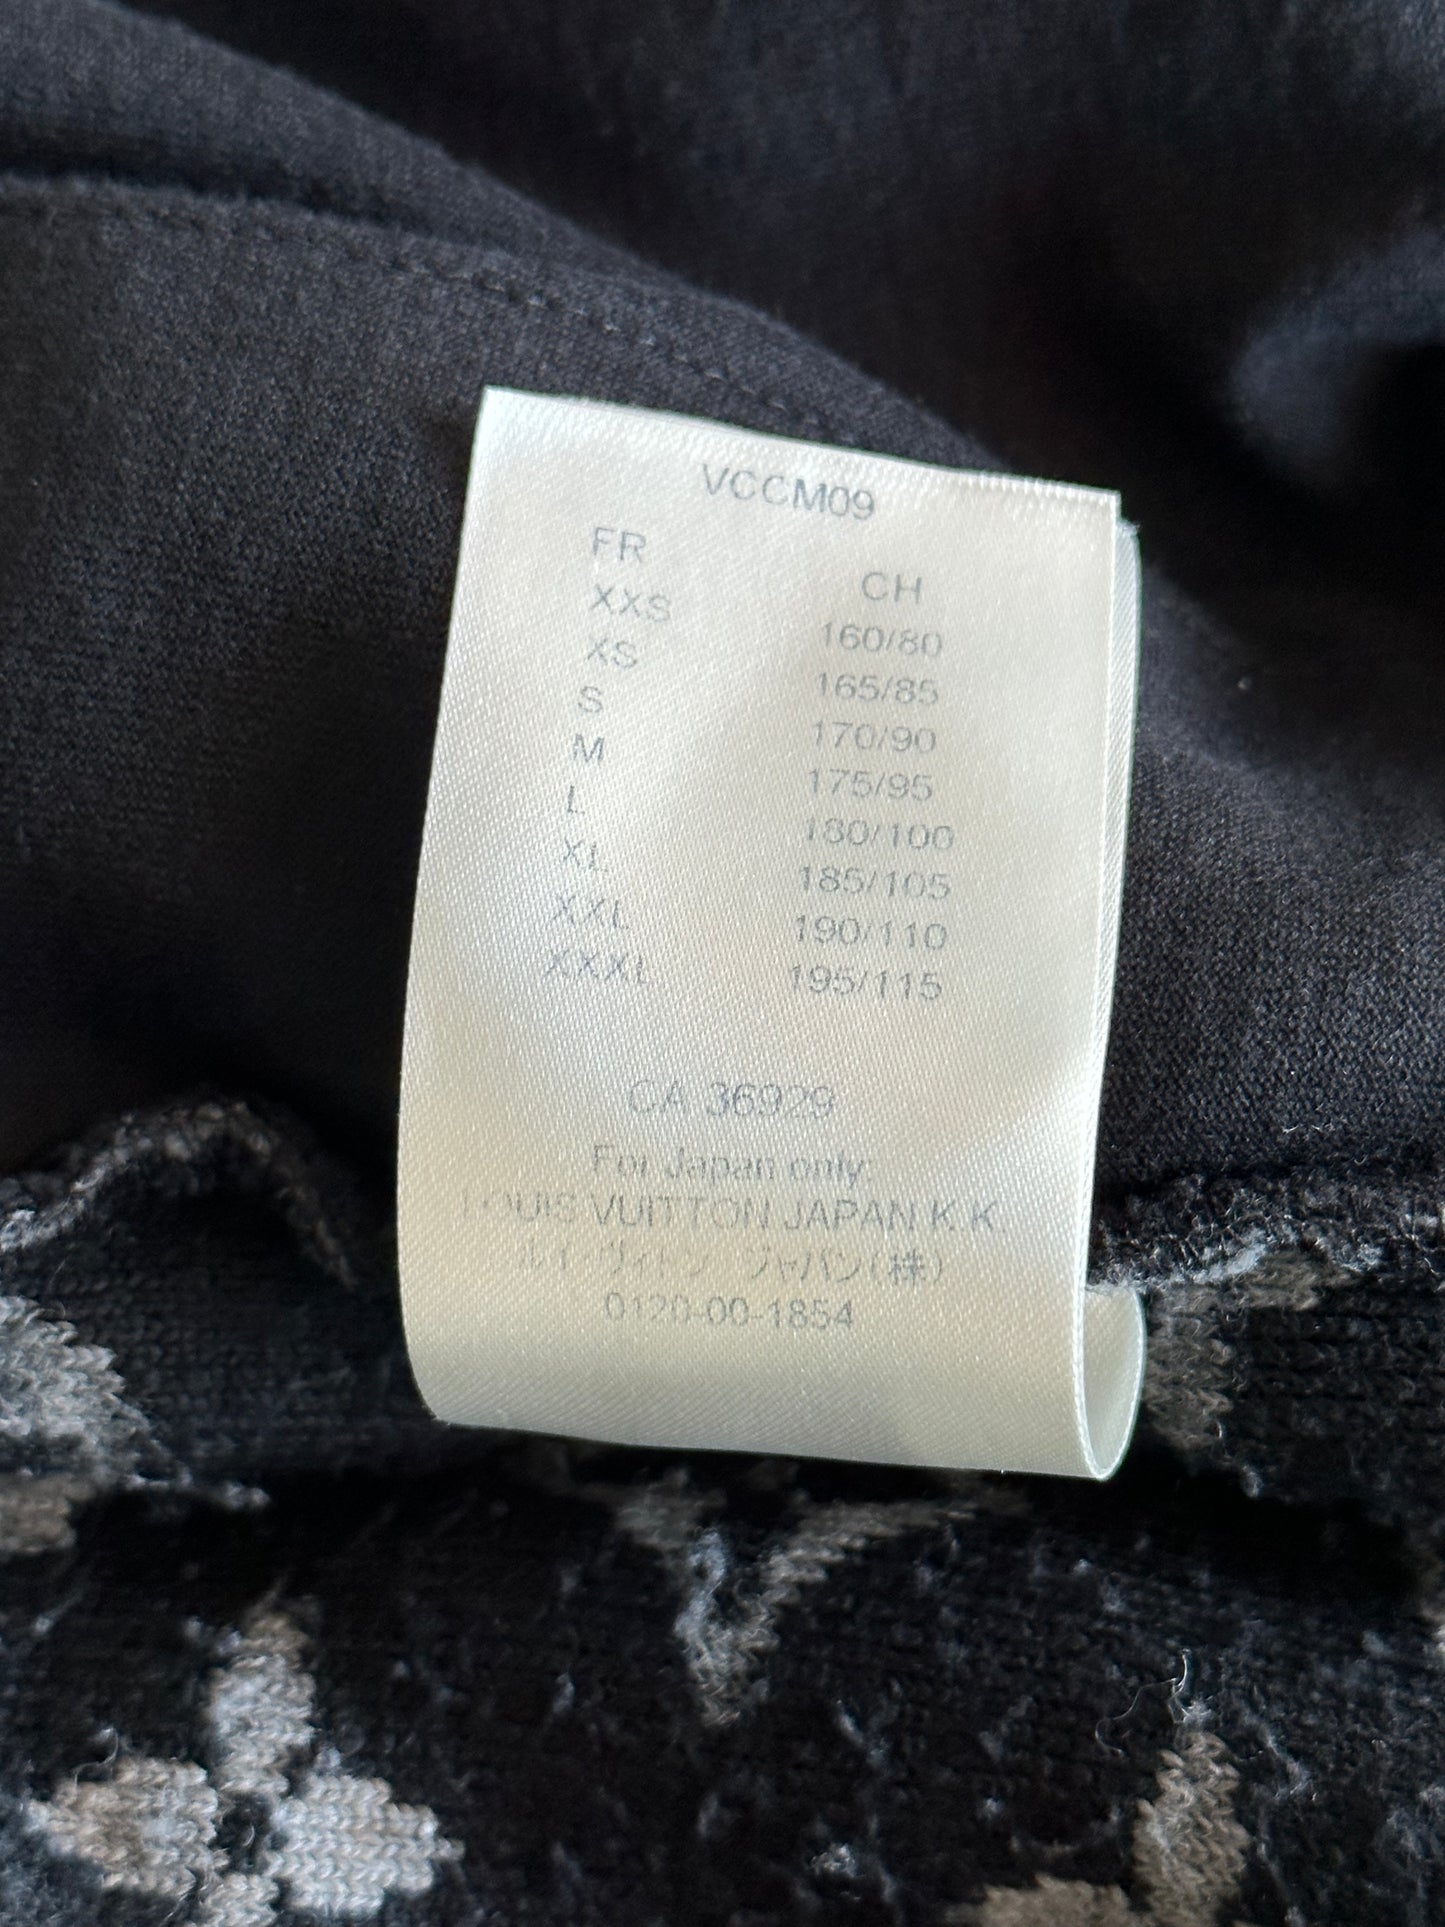 VCCM09
FR CH
XXS 160/80
XS 165/85
S 170/90
M 175/95
L 180/100
XL 185/105
XXL 190/110
XXXL 195/115
CA 36929
For Japan only:
LOUIS VUITTON JAPAN K.K.
ルイ・ヴィトン ジャパン(株)
0120-00-1854